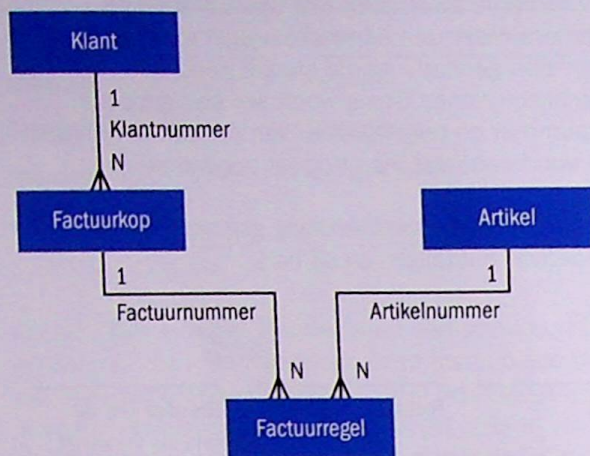 Klant
1
Klantnummer
N
Factuurkop
Artikel
1
1
Factuurnummer
Artikelnummer
N
N
Factuurregel